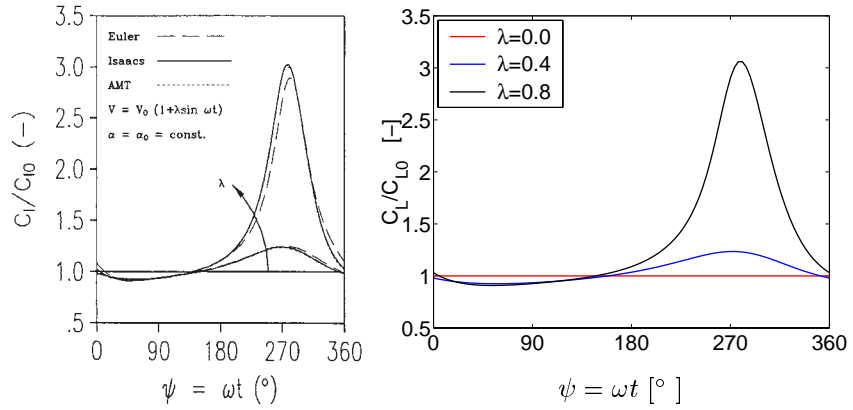 3.5
3.0
2.5
2.0
1.5
1.0
.5
C_l/C_l0 (−)
Euler
Isaacs
AMT
V = V₀ (1+λsin ωt)
α = α₀ = const.
λ
0 90 180 270 360
ψ = ωt (°)
3.5
3
2.5
2
1.5
1
0.5
C_L/C_L0 [-]
λ=0.0
λ=0.4
λ=0.8
0 90 180 270 360
ψ = ωt [° ]